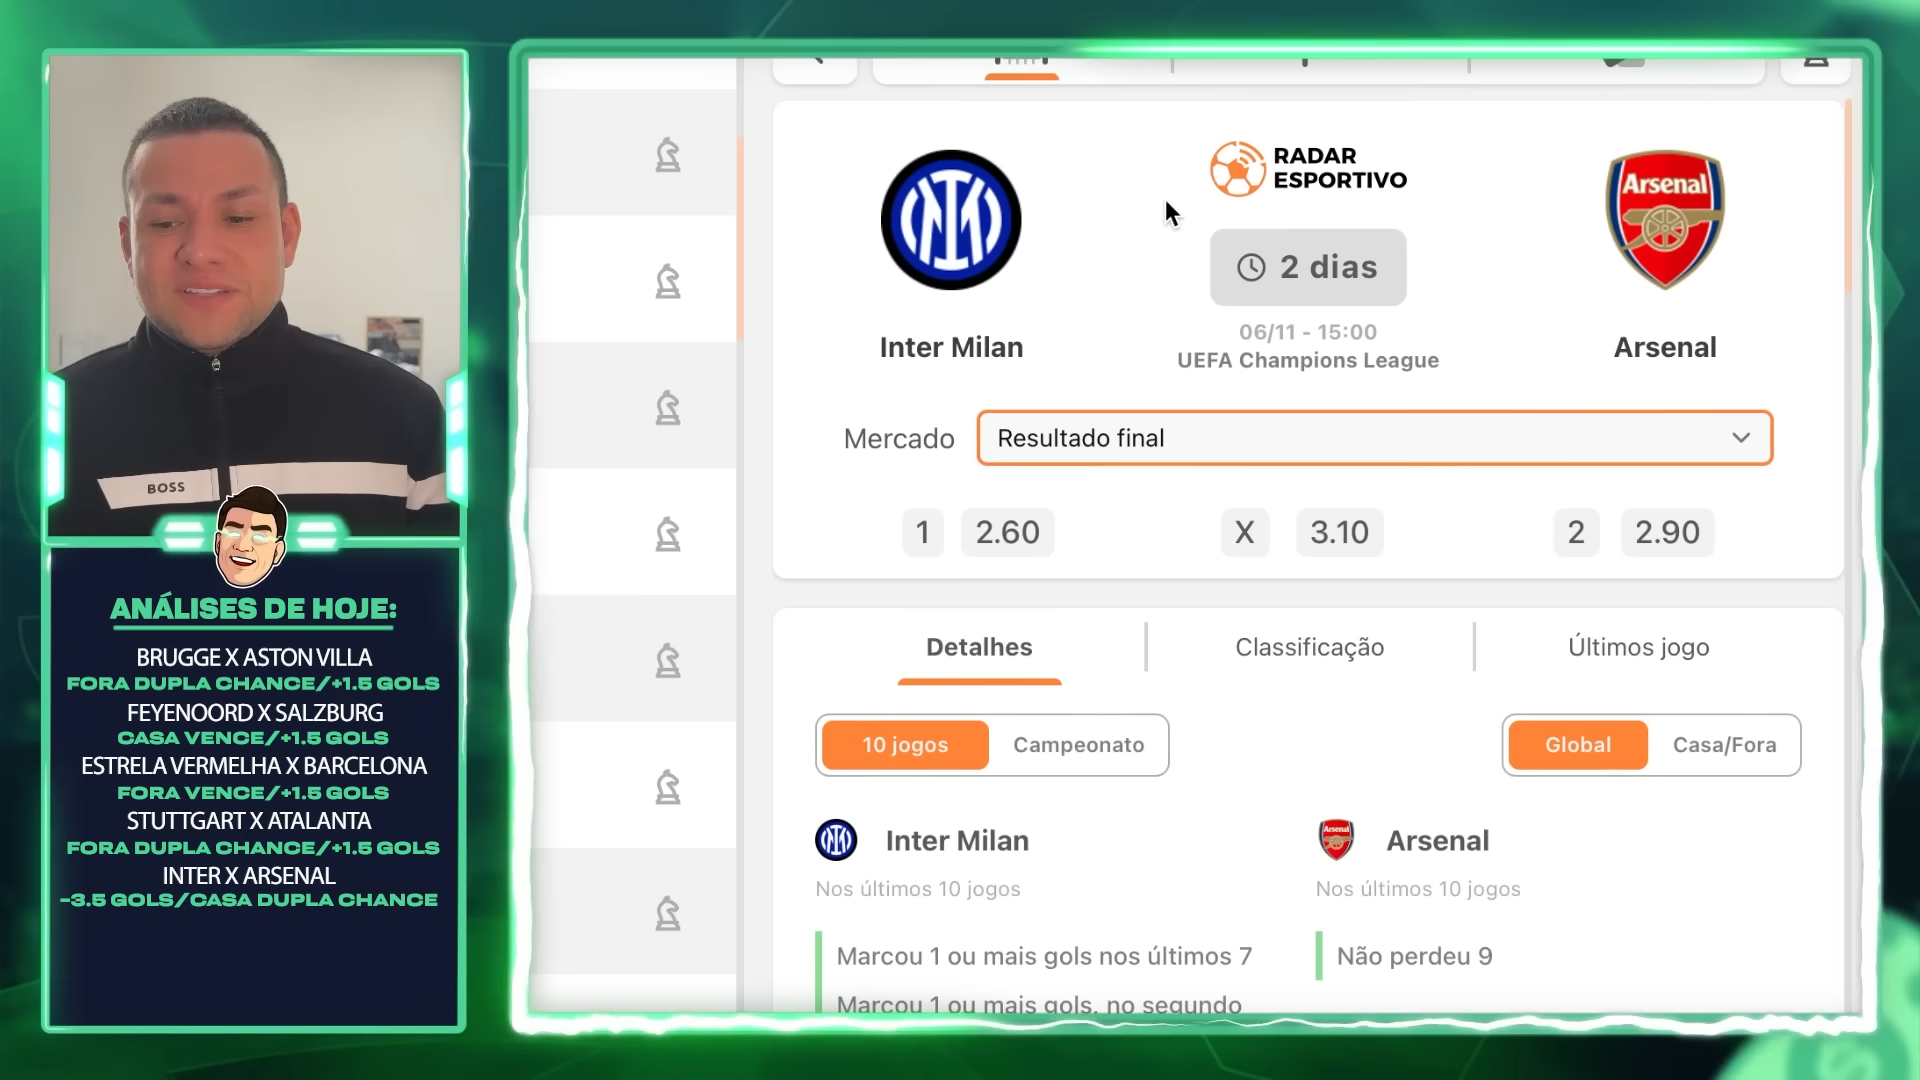 BOSS
ANÁLISES DE HOJE:
BRUGGE X ASTON VILLA
FORA DUPLA CHANCE/+1.5 GOLS
FEYENOORD X SALZBURG
CASA VENCE/+1.5 GOLS
ESTRELA VERMELHA X BARCELONA
FORA VENCE/+1.5 GOLS
STUTTGART X ATALANTA
FORA DUPLA CHANCE/+1.5 GOLS
INTER X ARSENAL
-3.5 GOLS/CASA DUPLA CHANCE
RADAR
ESPORTIVO
Arsenal
2 dias
06/11 - 15:00
UEFA Champions League
Inter Milan
Arsenal
Mercado
Resultado final
1 2.60 X 3.10 2 2.90
Detalhes Classificação Últimos jogo
10 jogos Campeonato Global Casa/Fora
Inter Milan
Nos últimos 10 jogos
Marcou 1 ou mais gols nos últimos 7
Marcou 1 ou mais gols, no segundo
Arsenal
Nos últimos 10 jogos
Não perdeu 9